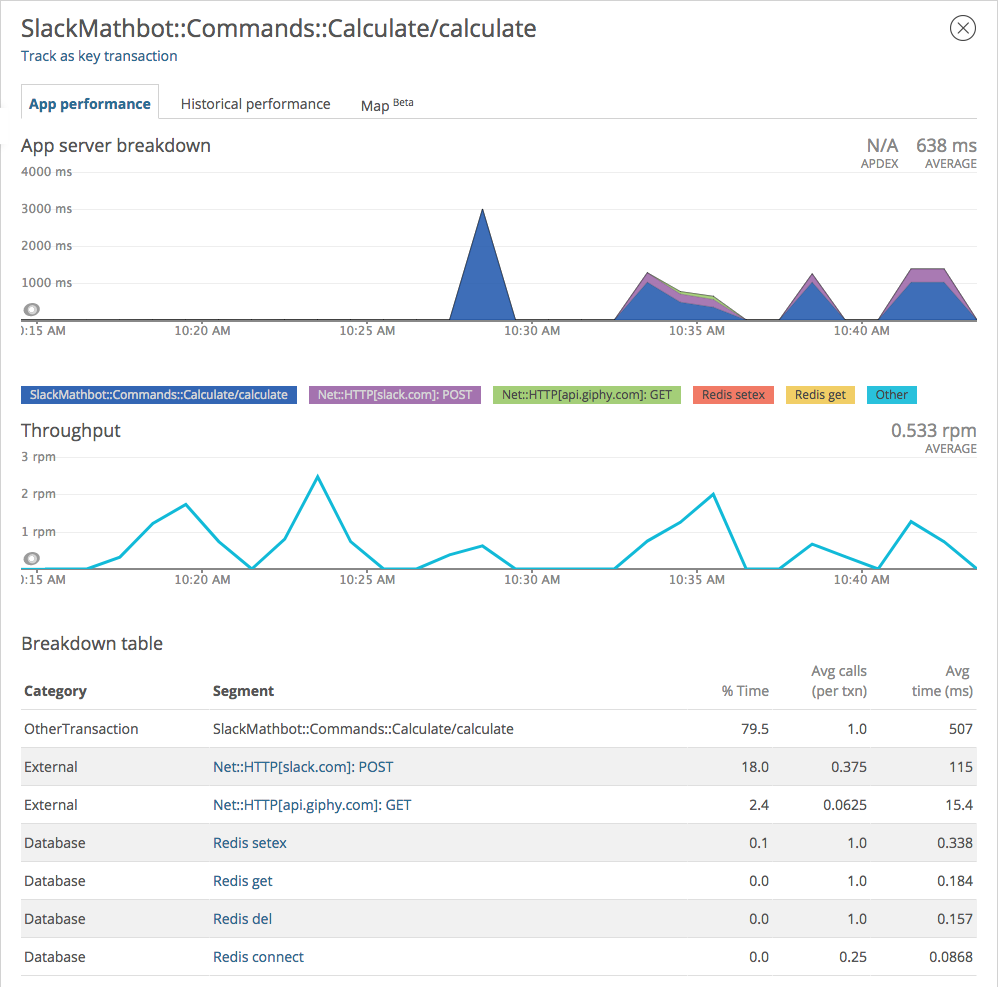 SlackMathbot::Commands::Calculate/calculate
Track as key transaction
App performance Historical performance Map Beta
App server breakdown N/A 638 ms
APDEX AVERAGE
4000 ms
3000 ms
2000 ms
1000 ms
):15 AM 10:20 AM 10:25 AM 10:30 AM 10:35 AM 10:40 AM
SlackMathbot::Commands::Calculate/calculate Net::HTTP[slack.com]: POST Net::HTTP[api.giphy.com]: GET Redis setex Redis get Other
Throughput 0.533 rpm
AVERAGE
3 rpm
2 rpm
1 rpm
):15 AM 10:20 AM 10:25 AM 10:30 AM 10:35 AM 10:40 AM
Breakdown table
Avg calls Avg
Category Segment % Time (per txn) time (ms)
OtherTransaction SlackMathbot::Commands::Calculate/calculate 79.5 1.0 507
External Net::HTTP[slack.com]: POST 18.0 0.375 115
External Net::HTTP[api.giphy.com]: GET 2.4 0.0625 15.4
Database Redis setex 0.1 1.0 0.338
Database Redis get 0.0 1.0 0.184
Database Redis del 0.0 1.0 0.157
Database Redis connect 0.0 0.25 0.0868